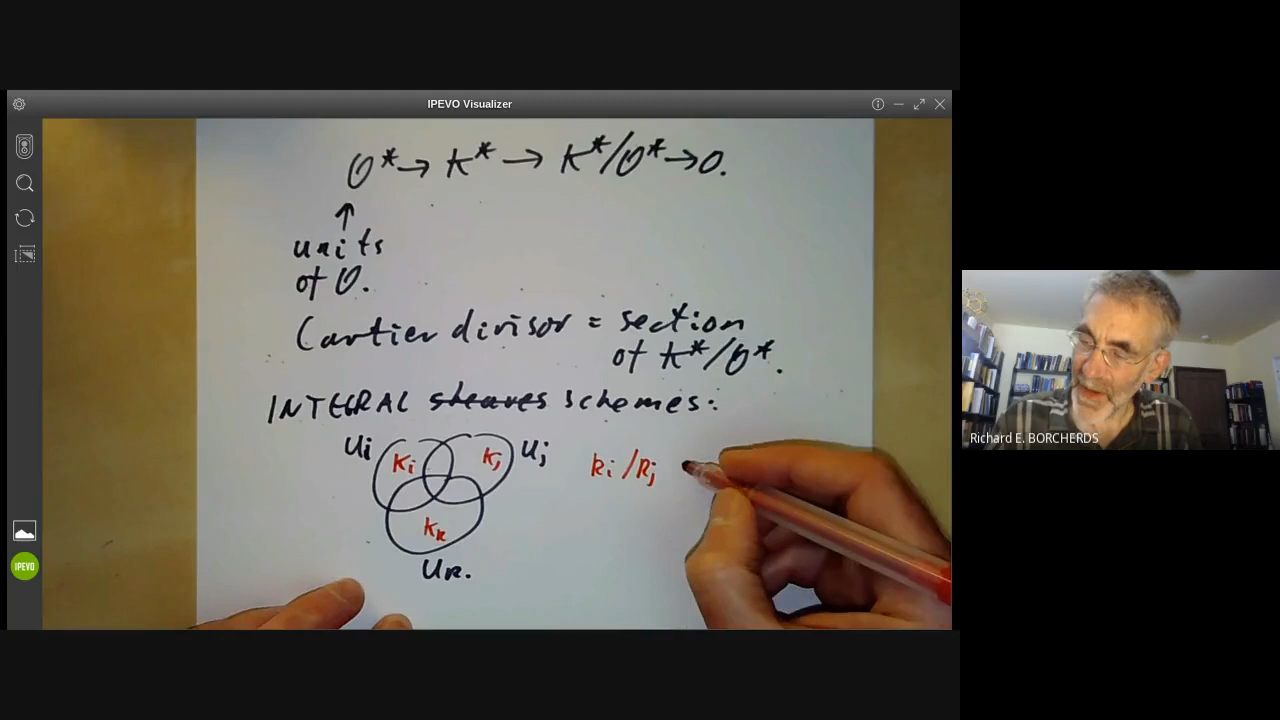 IPEVO Visualizer
O* → K* → K*/O* → O.
↑
units
of O.
Cartier divisor = section
of K*/O*.
INTEGRAL sheaves schemes:
Ui Ki Kj Uj ki/kj
Kk
Uk.
IPEVO
Richard E. BORCHERDS